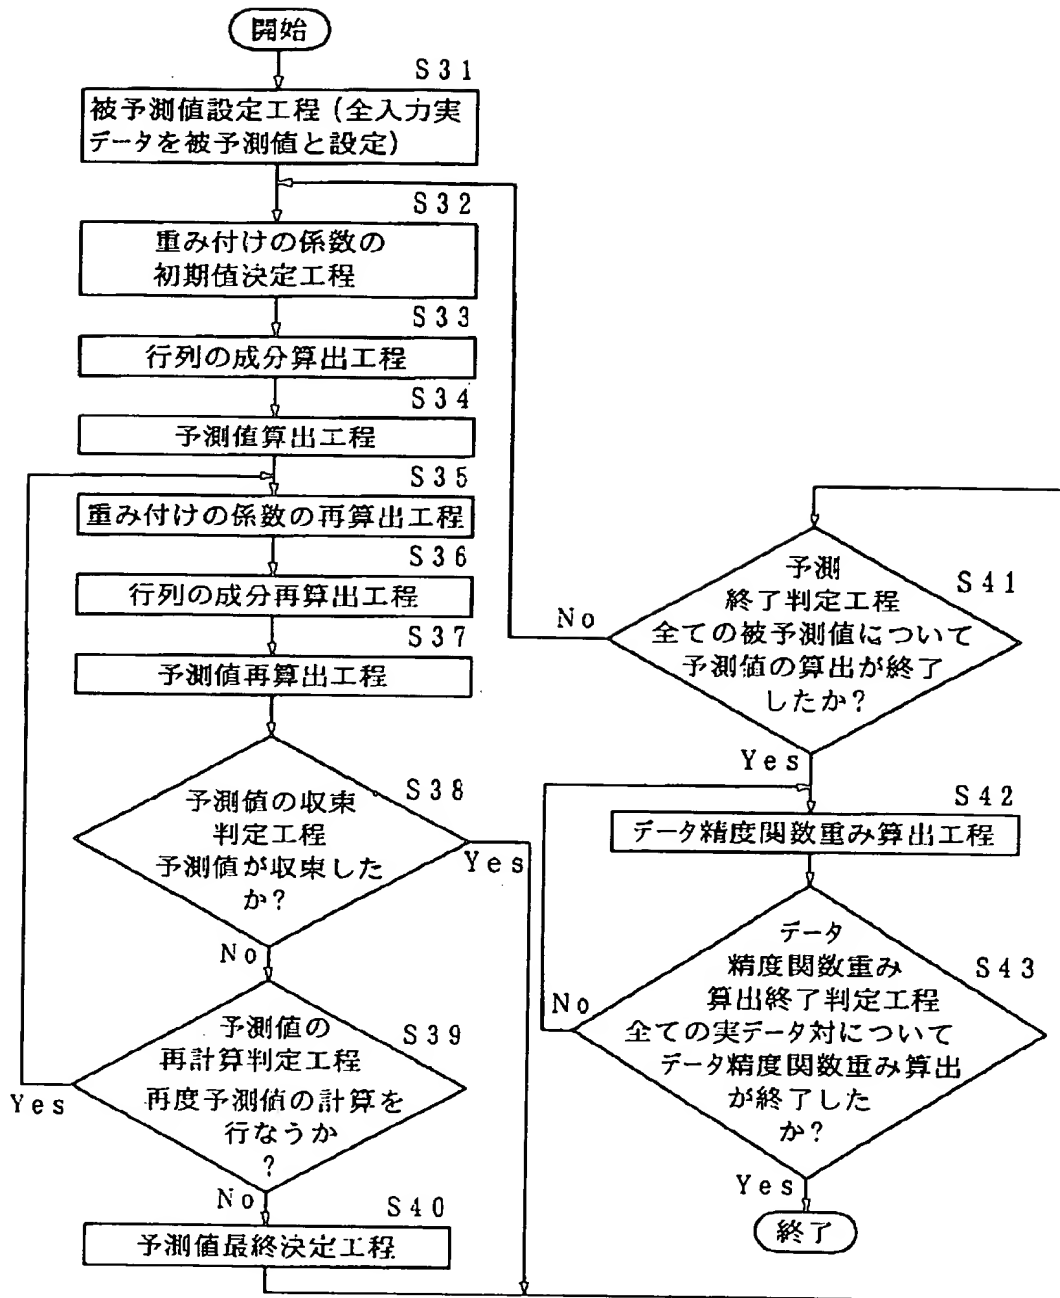 開始
S31
被予測値設定工程(全入力実
データを被予測値と設定)
S32
重み付けの係数の
初期値決定工程
S33
行列の成分算出工程
S34
予測値算出工程
S35
重み付けの係数の再算出工程
S36
行列の成分再算出工程
S37
予測値再算出工程
S38
予測値の収束
判定工程
予測値が収束した
か?
Yes
No
S39
予測値の
再計算判定工程
再度予測値の計算を
行なうか
?
Yes
No
S40
予測値最終決定工程
S41
予測
終了判定工程
全ての被予測値について
予測値の算出が終了
したか?
No
Yes
S42
データ精度関数重み算出工程
S43
データ
精度関数重み
算出終了判定工程
全ての実データ対について
データ精度関数重み算出
が終了した
か?
No
Yes
終了